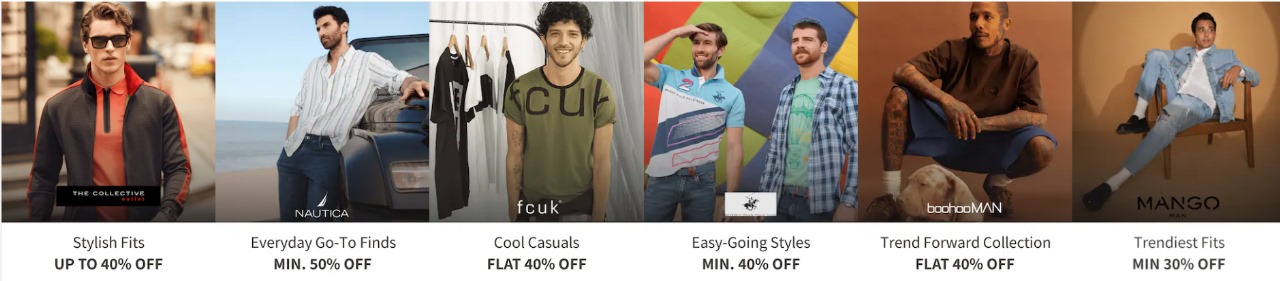 THE COLLECTIVE
outlet
Stylish Fits
UP TO 40% OFF
NAUTICA
Everyday Go-To Finds
MIN. 50% OFF
fcuk
fcuk
Cool Casuals
FLAT 40% OFF
2
Easy-Going Styles
MIN. 40% OFF
boohooMAN
Trend Forward Collection
FLAT 40% OFF
MANGO
MAN
Trendiest Fits
MIN 30% OFF